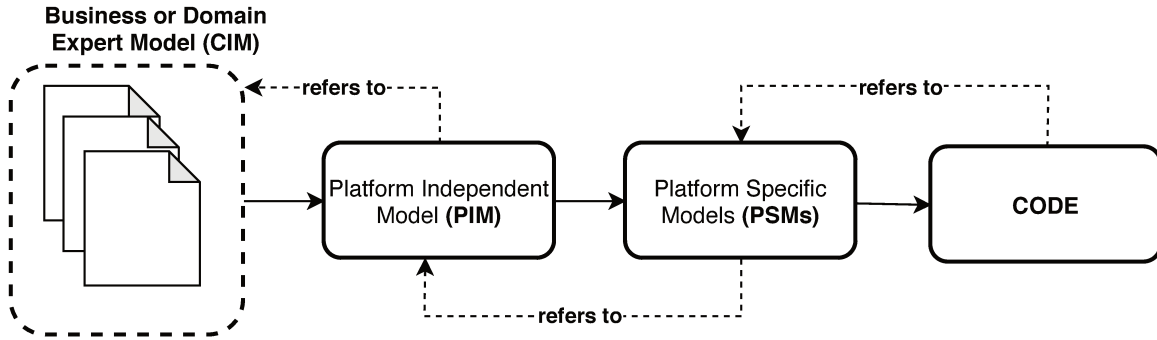 Business or Domain
Expert Model (CIM)
refers to
refers to
Platform Independent
Model (PIM)
Platform Specific
Models (PSMs)
CODE
refers to